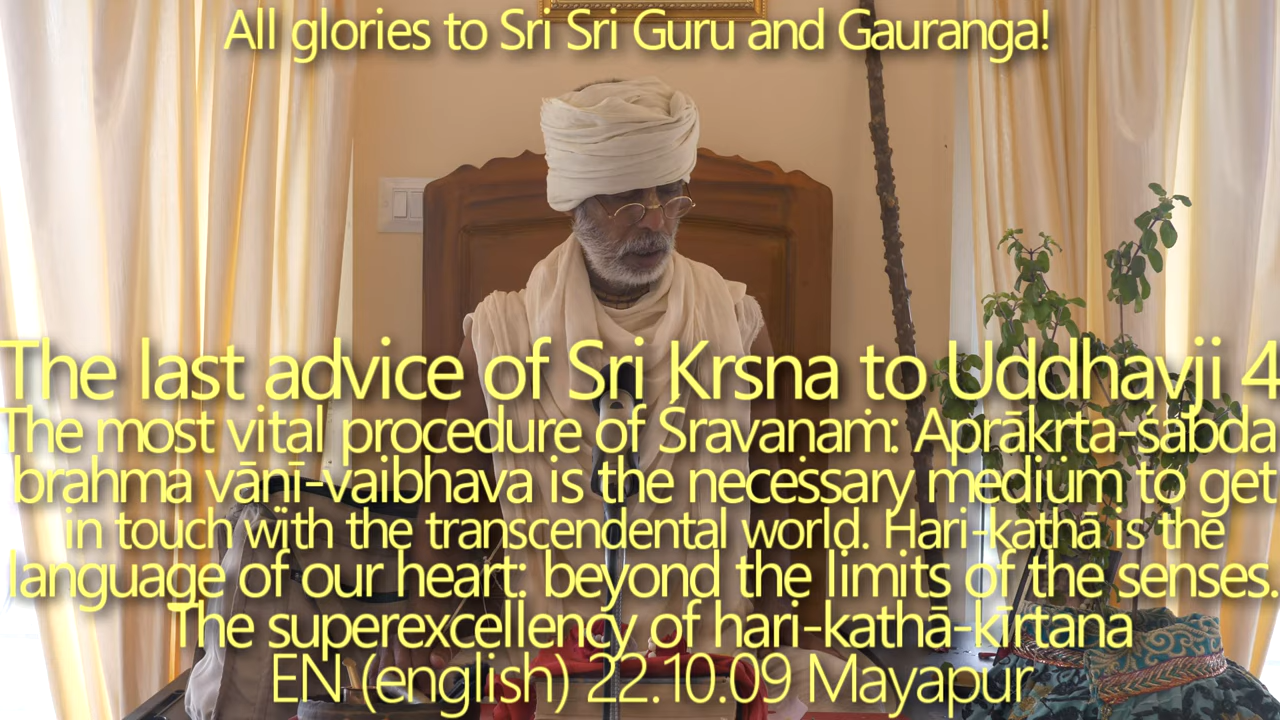 All glories to Sri Sri Guru and Gauranga!
The last advice of Sri Krsna to Uddhavji 4
The most vital procedure of Śravanaṁ: Aprākrta-śabda
brahma vānī-vaibhava is the necessary medium to get
in touch with the transcendental world. Hari-kathā is the
language of our heart: beyond the limits of the senses.
The superexcellency of hari-kathā-kīrtana
EN (english) 22.10.09 Mayapur